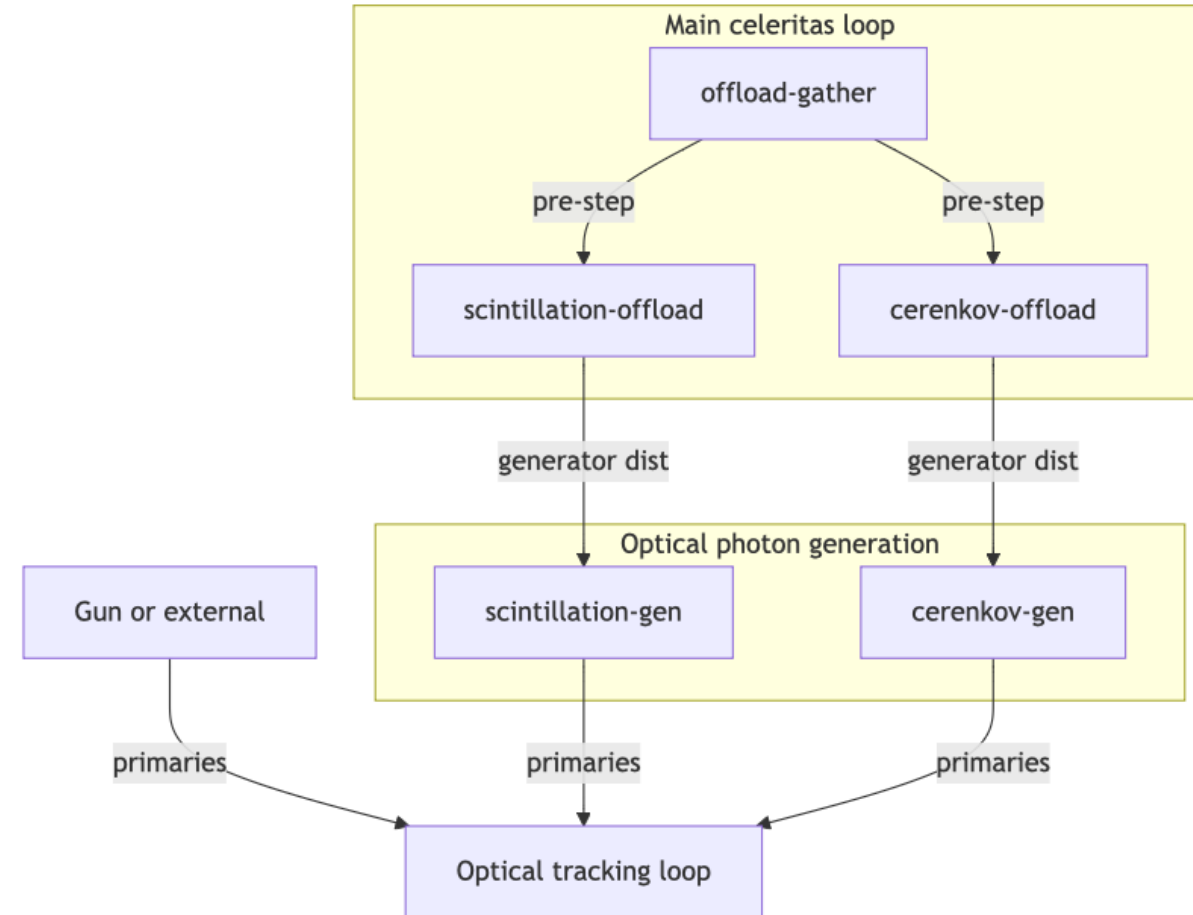 Main celeritas loop
offload-gather
pre-step
pre-step
scintillation-offload
cerenkov-offload
generator dist
generator dist
Optical photon generation
Gun or external
scintillation-gen
cerenkov-gen
primaries
primaries
primaries
Optical tracking loop